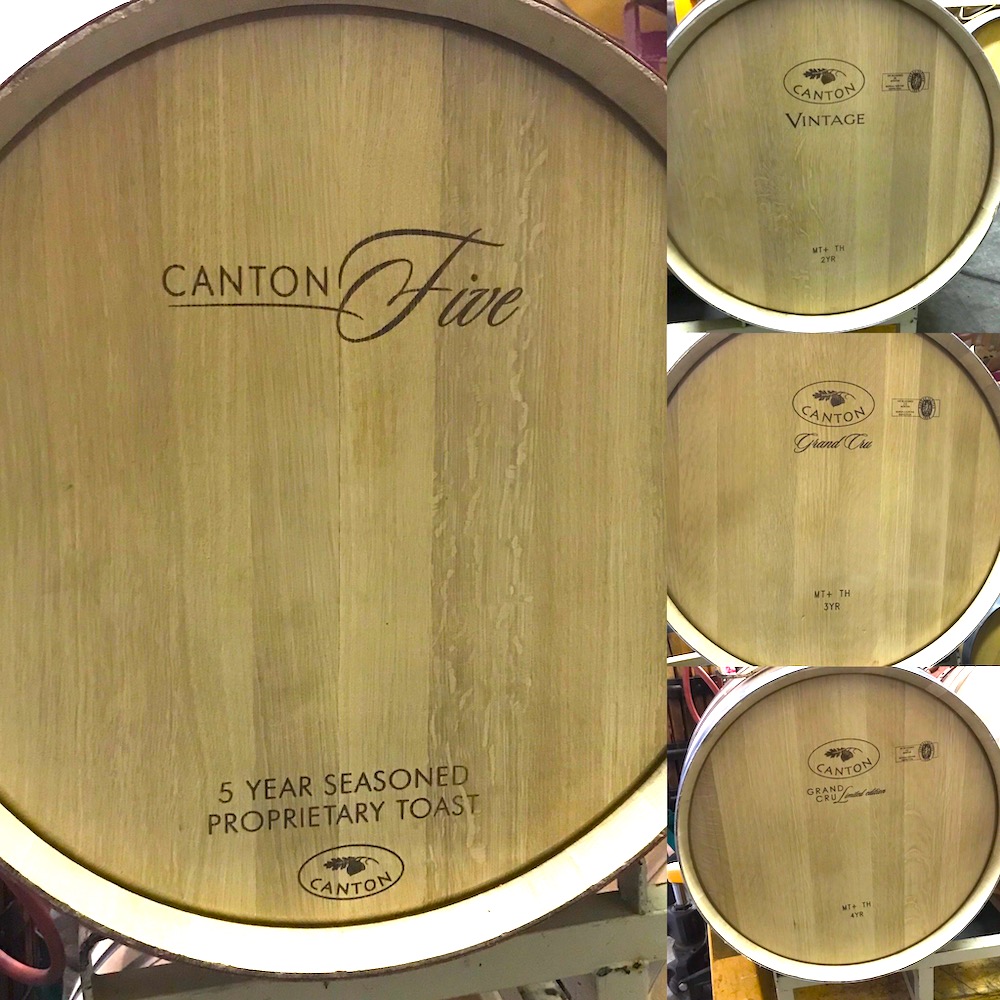 CANTON Five
5 YEAR SEASONED
PROPRIETARY TOAST
CANTON
CANTON
VINTAGE
MT+ TH
2YR
CANTON
Grand Cru
MT+ TH
3YR
CANTON
GRAND
CRU Limited edition
MT+ TH
4YR